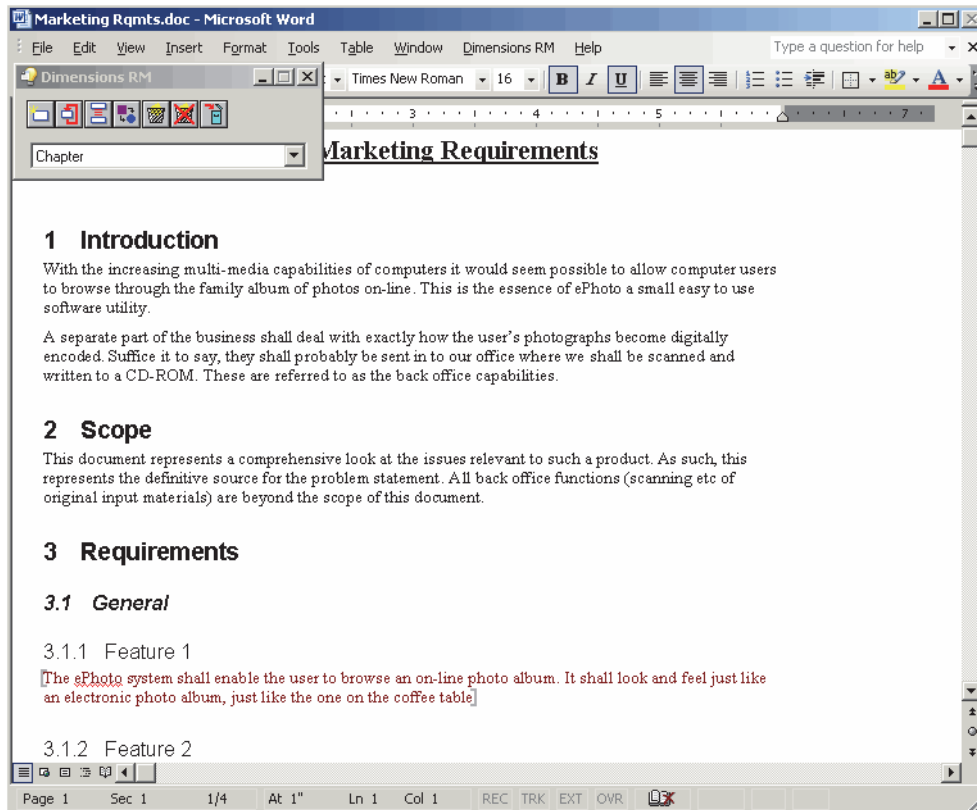 Marketing Rqmts.doc - Microsoft Word
File Edit View Insert Format Tools Table Window Dimensions RM Help Type a question for help
Dimensions RM
Times New Roman 16 B I U
3 4 5 7
Chapter
Marketing Requirements
1 Introduction
With the increasing multi-media capabilities of computers it would seem possible to allow computer users
to browse through the family album of photos on-line. This is the essence of ePhoto a small easy to use
software utility.
A separate part of the business shall deal with exactly how the user's photographs become digitally
encoded. Suffice it to say, they shall probably be sent in to our office where we shall be scanned and
written to a CD-ROM. These are referred to as the back office capabilities.
2 Scope
This document represents a comprehensive look at the issues relevant to such a product. As such, this
represents the definitive source for the problem statement. All back office functions (scanning etc of
original input materials) are beyond the scope of this document.
3 Requirements
3.1 General
3.1.1 Feature 1
[The ePhoto system shall enable the user to browse an on-line photo album. It shall look and feel just like
an electronic photo album, just like the one on the coffee table]
3.1.2 Feature 2
Page 1 Sec 1 1/4 At 1" Ln 1 Col 1 REC TRK EXT OVR